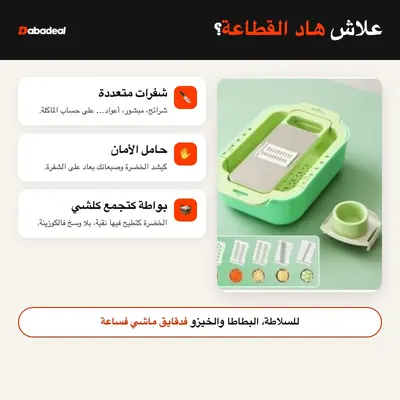 Dabadeal
علاش هاد القطاعة؟
شفرات متعددة
شرائح، مبشور، أعواد... على حساب الماكلة.
حامل الأمان
كيشد الخضرة وصبعانك بعاد على الشفرة.
بواطة كتجمع كلشي
الخضرة كتطيح فيها نقية، بلا وسخ فالكوزينة.
للسلاطة، البطاطا والخيزو فدقايق ماشي فساعة